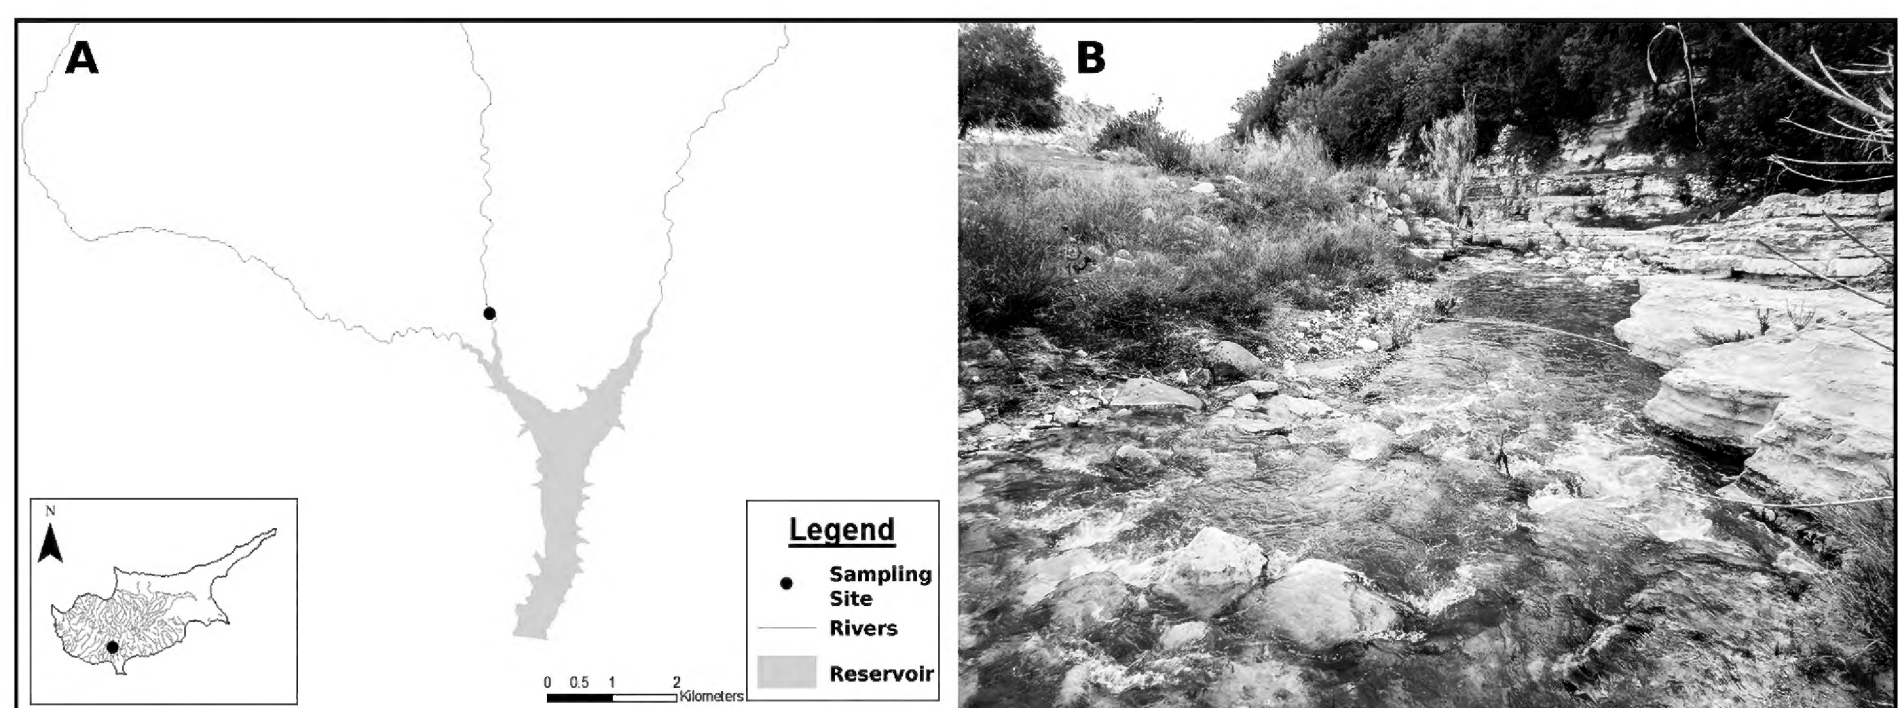 A
B
N
Legend
Sampling
Site
Rivers
Reservoir
0 0.5 1 2
Kilometers